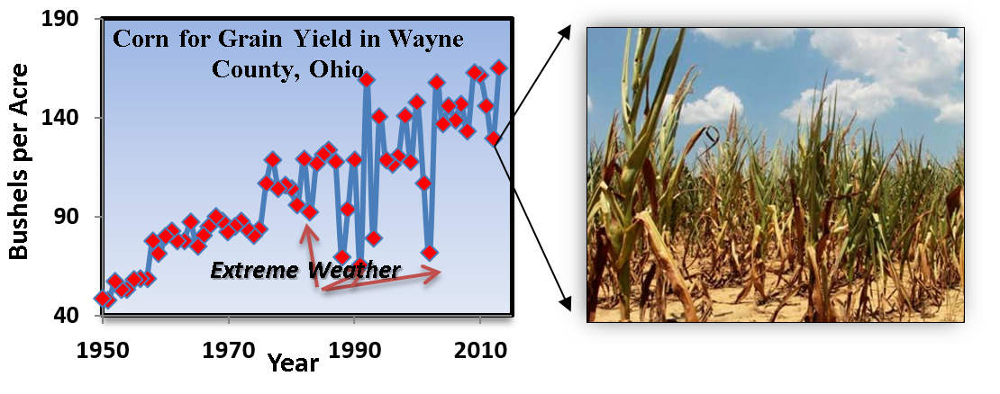 190
Corn for Grain Yield in Wayne
County, Ohio
140
Bushels per Acre
90
Extreme Weather
40
1950
1970
1990
2010
Year